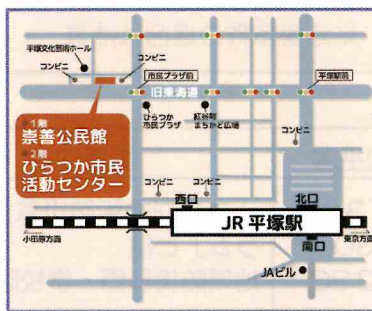 平塚文化芸術ホール
コンビニ
コンビニ
市民プラザ前
平塚駅前
旧東海道
1階
崇善公民館
2階
ひらつか市民
活動センター
ひらつか
市民プラザ
紅谷町
まちかど広場
コンビニ
コンビニ
コンビニ
西口
北口
JR 平塚駅
小田原方面
東京方面
南口
JAビル